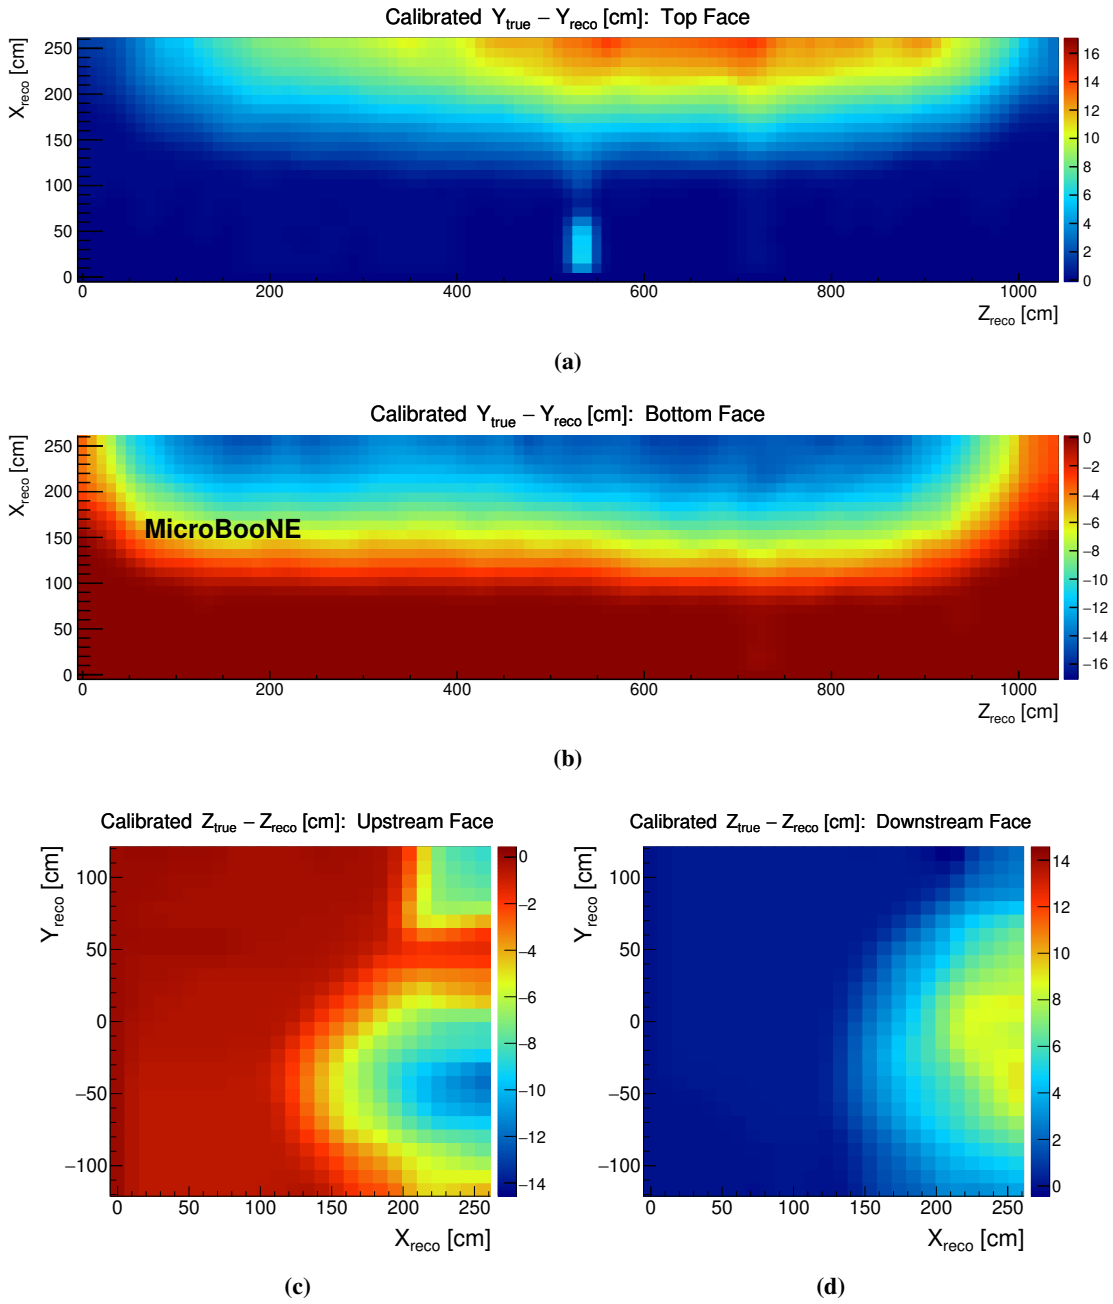 Calibrated Y_true − Y_reco [cm]: Top Face
X_reco [cm]
250
200
150
100
50
0
0 200 400 600 800 1000
Z_reco [cm]
16
14
12
10
8
6
4
2
0
(a)
Calibrated Y_true − Y_reco [cm]: Bottom Face
X_reco [cm]
250
200
150
100
50
0
MicroBooNE
0 200 400 600 800 1000
Z_reco [cm]
0
−2
−4
−6
−8
−10
−12
−14
−16
(b)
Calibrated Z_true − Z_reco [cm]: Upstream Face
Y_reco [cm]
100
50
0
−50
−100
0 50 100 150 200 250
X_reco [cm]
0
−2
−4
−6
−8
−10
−12
−14
(c)
Calibrated Z_true − Z_reco [cm]: Downstream Face
Y_reco [cm]
100
50
0
−50
−100
0 50 100 150 200 250
X_reco [cm]
14
12
10
8
6
4
2
0
(d)